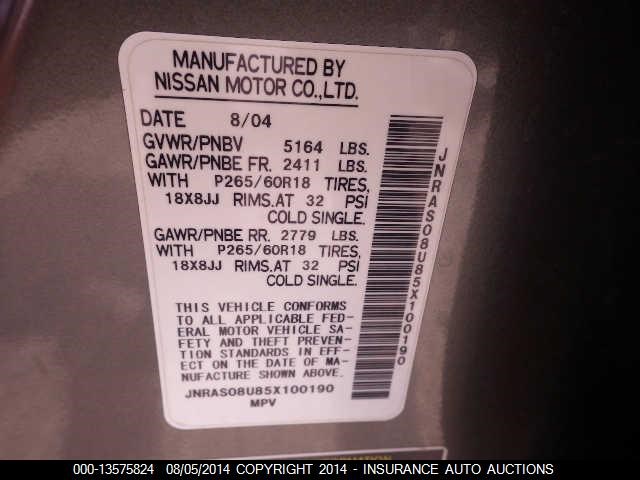 MANUFACTURED BY
NISSAN MOTOR CO.,LTD.
DATE 8/04
GVWR/PNBV 5164 LBS.
GAWR/PNBE FR. 2411 LBS.
WITH P265/60R18 TIRES,
18X8JJ RIMS.AT 32 PSI
COLD SINGLE.
GAWR/PNBE RR. 2779 LBS.
WITH P265/60R18 TIRES,
18X8JJ RIMS.AT 32 PSI
COLD SINGLE.
THIS VEHICLE CONFORMS
TO ALL APPLICABLE FED-
ERAL MOTOR VEHICLE SA-
FETY AND THEFT PREVEN-
TION STANDARDS IN EFF-
ECT ON THE DATE OF MA-
NUFACTURE SHOWN ABOVE.
JNRAS08U85X100190
MPV
JNRAS08U85X100190
000-13575824 08/05/2014 COPYRIGHT 2014 - INSURANCE AUTO AUCTIONS